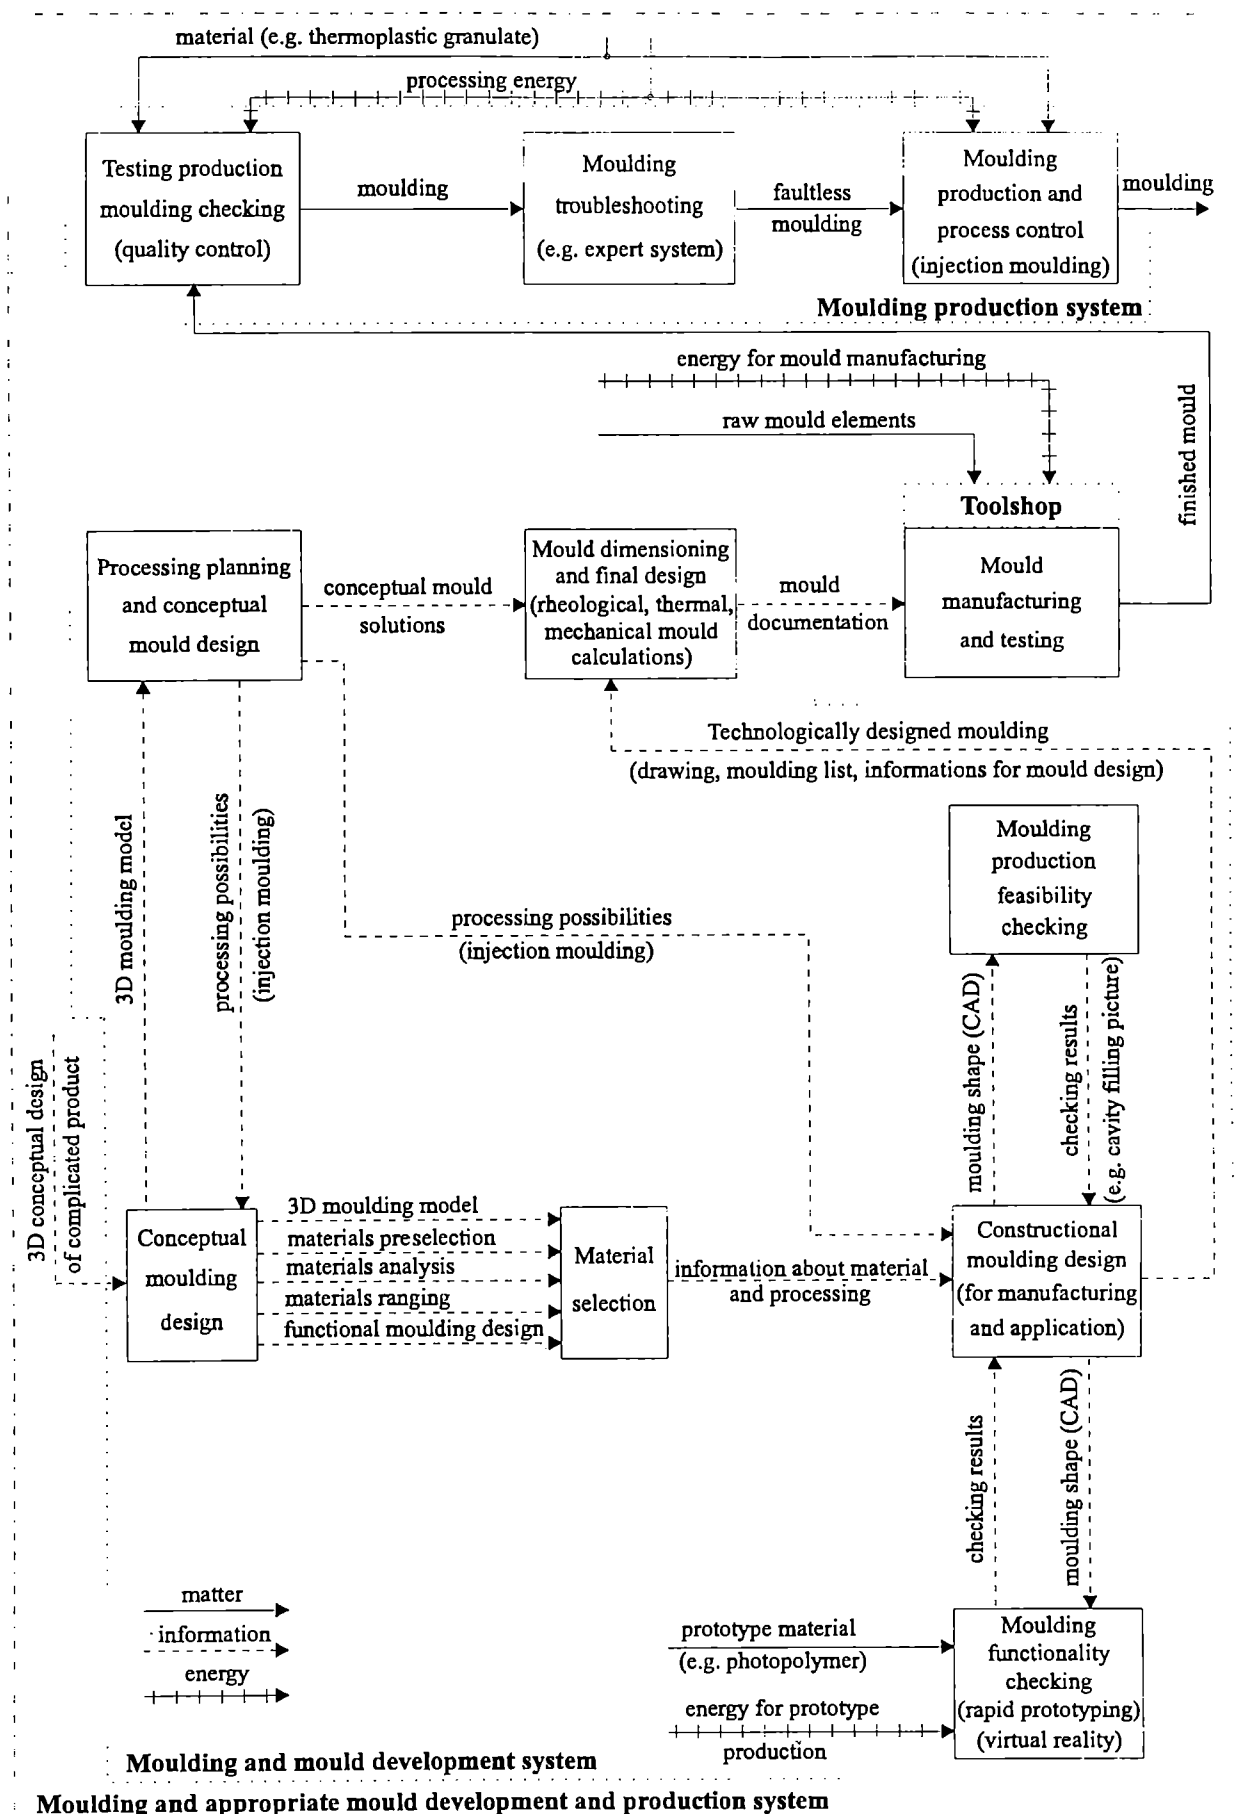 material (e.g. thermoplastic granulate)
processing energy
Testing production
moulding checking
(quality control)
moulding
Moulding
troubleshooting
(e.g. expert system)
faultless
moulding
Moulding
production and
process control
(injection moulding)
moulding
Moulding production system
energy for mould manufacturing
raw mould elements
finished mould
Toolshop
Processing planning
and conceptual
mould design
conceptual mould
solutions
Mould dimensioning
and final design
(rheological, thermal,
mechanical mould
calculations)
mould
documentation
Mould
manufacturing
and testing
Technologically designed moulding
(drawing, moulding list, informations for mould design)
3D moulding model
processing possibilities
(injection moulding)
processing possibilities
(injection moulding)
Moulding
production
feasibility
checking
moulding shape (CAD)
checking results
(e.g. cavity filling picture)
3D conceptual design
of complicated product
Conceptual
moulding
design
3D moulding model
materials preselection
materials analysis
materials ranging
functional moulding design
Material
selection
information about material
and processing
Constructional
moulding design
(for manufacturing
and application)
checking results
moulding shape (CAD)
matter
information
energy
prototype material
(e.g. photopolymer)
energy for prototype
production
Moulding
functionality
checking
(rapid prototyping)
(virtual reality)
Moulding and mould development system
Moulding and appropriate mould development and production system